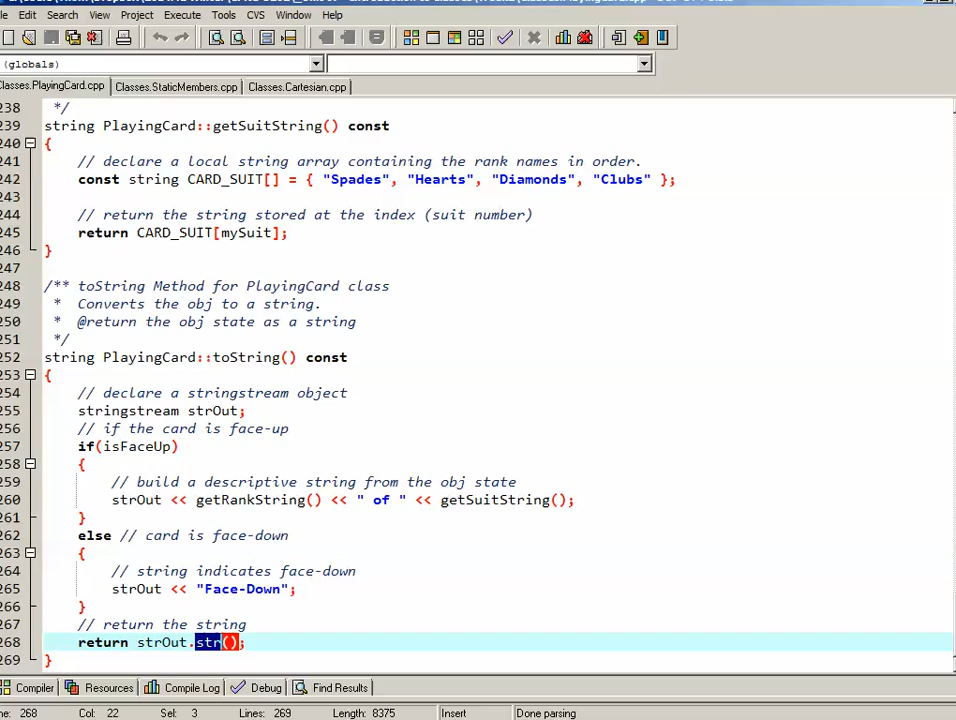 Edit Search View Project Execute Tools CVS Window Help
(globals)
Classes.PlayingCard.cpp Classes.StaticMembers.cpp Classes.Cartesian.cpp
238 */
239 string PlayingCard::getSuitString() const
240 {
241 // declare a local string array containing the rank names in order.
242 const string CARD_SUIT[] = { "Spades", "Hearts", "Diamonds", "Clubs" };
243
244 // return the string stored at the index (suit number)
245 return CARD_SUIT[mySuit];
246 }
247
248 /** toString Method for PlayingCard class
249 * Converts the obj to a string.
250 * @return the obj state as a string
251 */
252 string PlayingCard::toString() const
253 {
254 // declare a stringstream object
255 stringstream strOut;
256 // if the card is face-up
257 if(isFaceUp)
258 {
259 // build a descriptive string from the obj state
260 strOut << getRankString() << " of " << getSuitString();
261 }
262 else // card is face-down
263 {
264 // string indicates face-down
265 strOut << "Face-Down";
266 }
267 // return the string
268 return strOut.str();
269 }
Compiler Resources Compile Log Debug Find Results
ne: 268 Col: 22 Sel: 3 Lines: 269 Length: 8375 Insert Done parsing